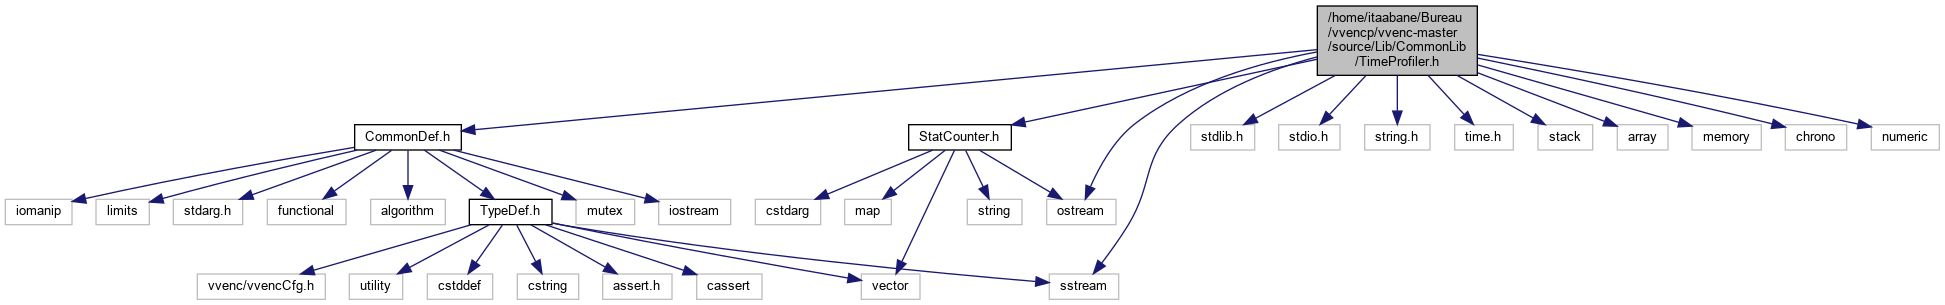 /home/itaabane/Bureau
/vvencp/vvenc-master
/source/Lib/CommonLib
/TimeProfiler.h
CommonDef.h
StatCounter.h
stdlib.h
stdio.h
string.h
time.h
stack
array
memory
chrono
numeric
iomanip
limits
stdarg.h
functional
algorithm
TypeDef.h
mutex
iostream
cstdarg
map
string
ostream
vvenc/vvencCfg.h
utility
cstddef
cstring
assert.h
cassert
vector
sstream